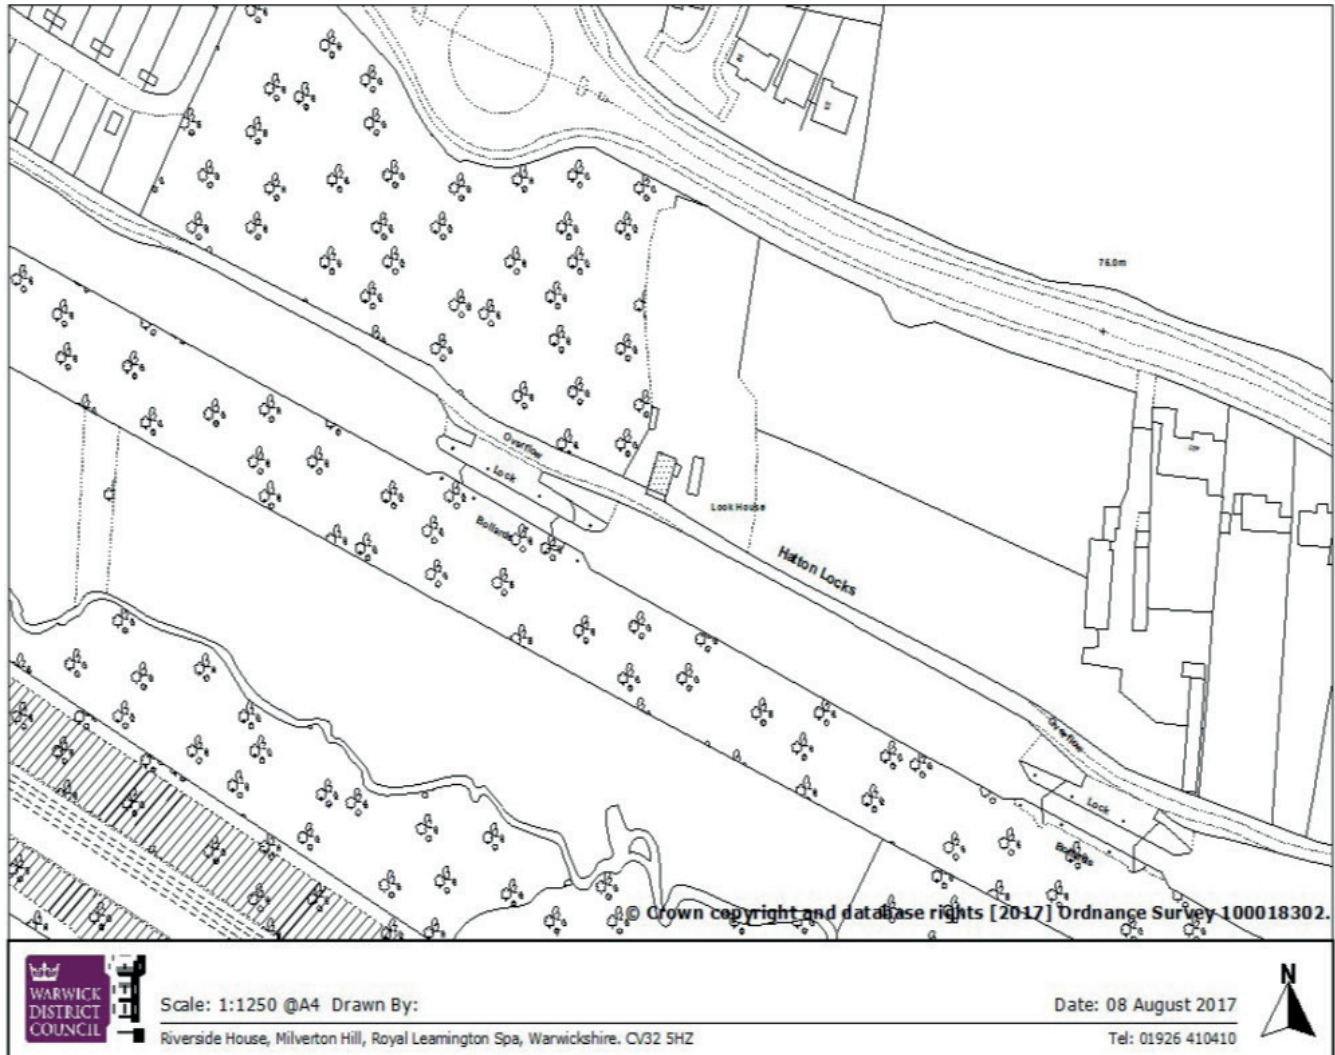 76.0m
Overflow
Lock
Lock House
Bollards
Hatton Locks
Overflow
Lock
Bollards
© Crown copyright and database rights [2017] Ordnance Survey 100018302.
WARWICK
DISTRICT
COUNCIL
Scale: 1:1250 @A4 Drawn By:
Date: 08 August 2017
N
Riverside House, Milverton Hill, Royal Leamington Spa, Warwickshire. CV32 5HZ
Tel: 01926 410410